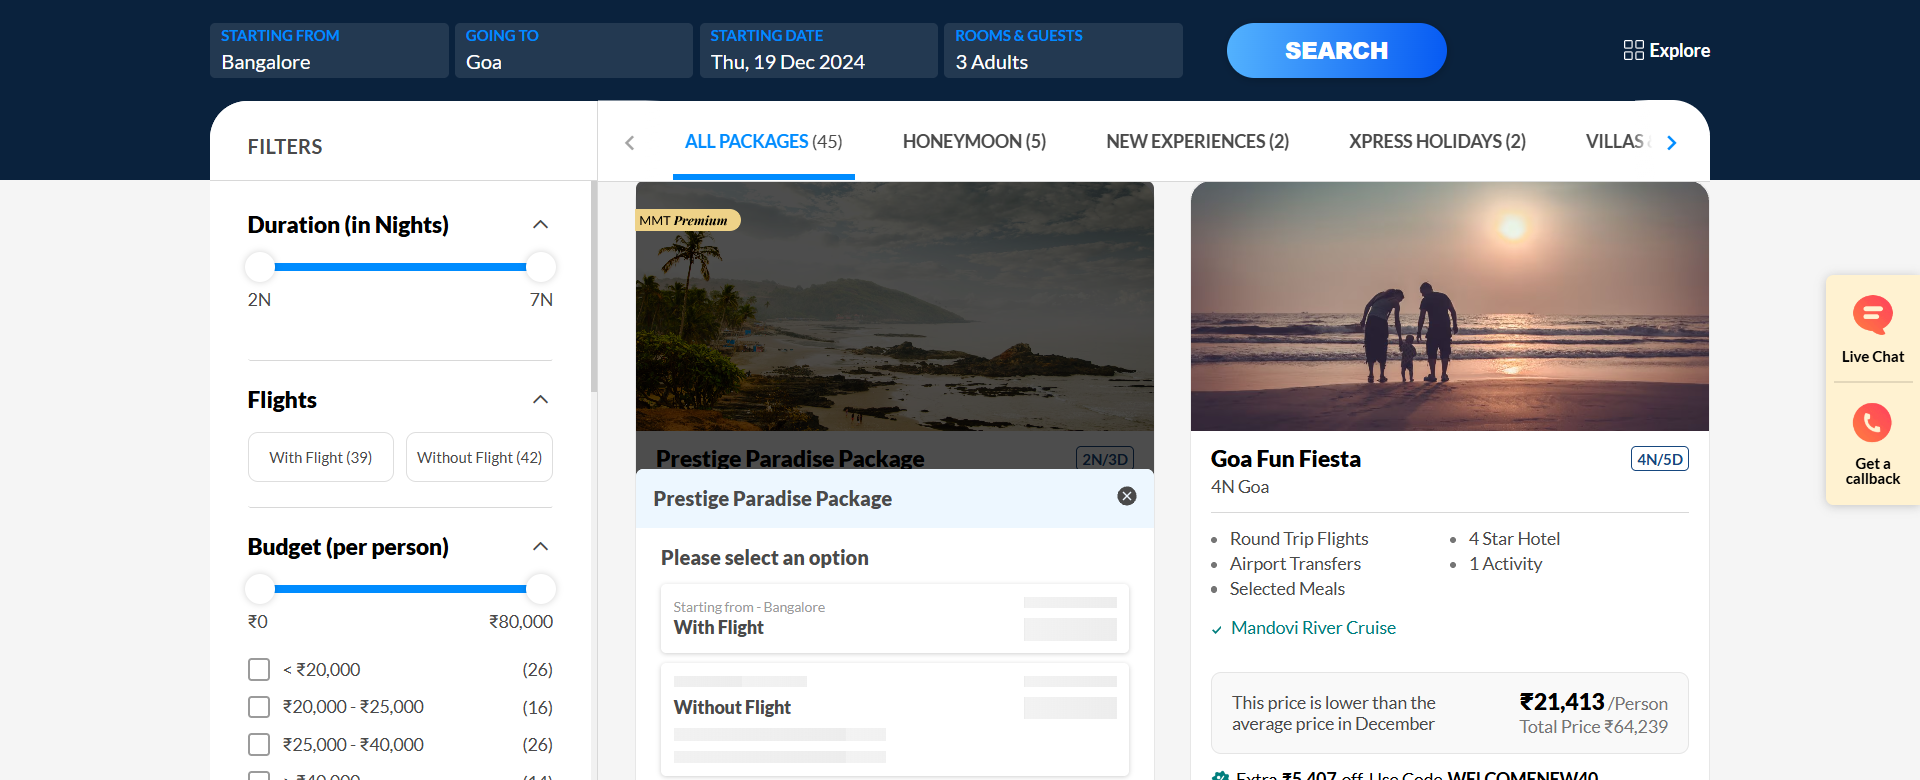 STARTING FROM
Bangalore
GOING TO
Goa
STARTING DATE
Thu, 19 Dec 2024
ROOMS & GUESTS
3 Adults
SEARCH
Explore
FILTERS
ALL PACKAGES (45)
HONEYMOON (5)
NEW EXPERIENCES (2)
XPRESS HOLIDAYS (2)
VILLAS
Duration (in Nights)
2N
7N
Flights
With Flight (39)
Without Flight (42)
Budget (per person)
₹0
₹80,000
< ₹20,000
(26)
₹20,000 - ₹25,000
(16)
₹25,000 - ₹40,000
(26)
MMT Premium
Prestige Paradise Package
2N/3D
Prestige Paradise Package
Please select an option
Starting from - Bangalore
With Flight
Without Flight
Goa Fun Fiesta
4N/5D
4N Goa
Round Trip Flights
Airport Transfers
Selected Meals
4 Star Hotel
1 Activity
Mandovi River Cruise
This price is lower than the
average price in December
₹21,413 /Person
Total Price ₹64,239
Extra ₹5,407 off. Use Code WELCOMENEW40
Live Chat
Get a
callback